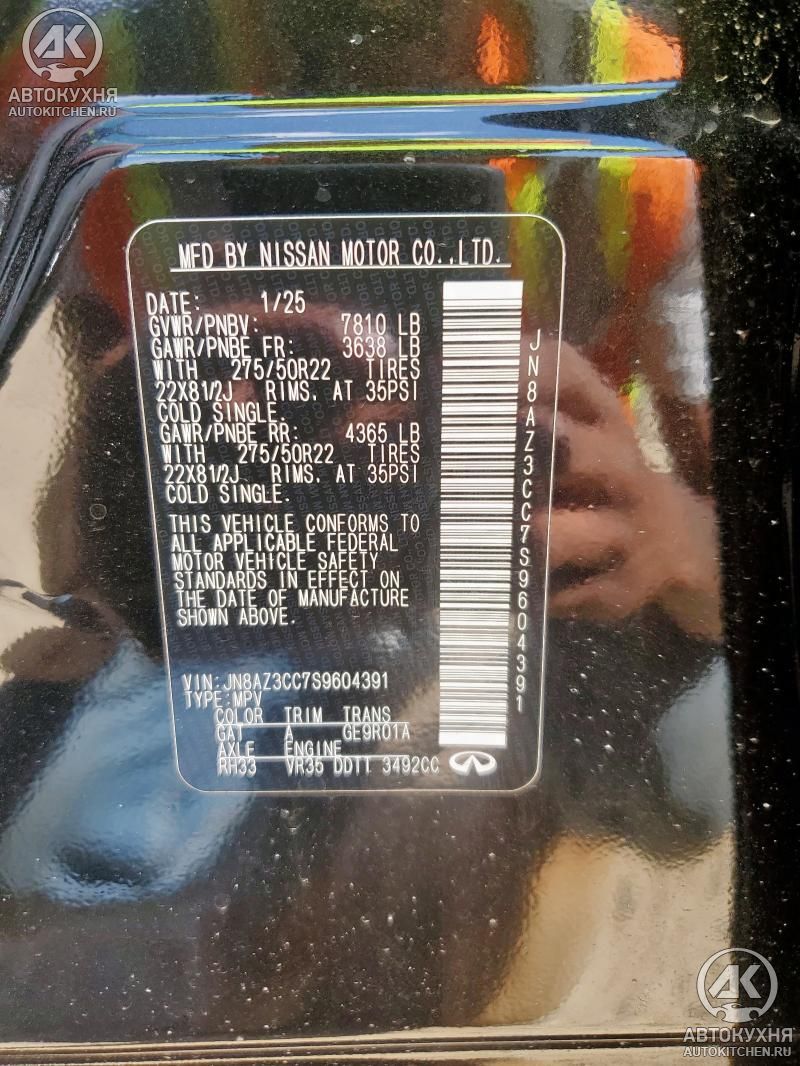 АК
АВТОКУХНЯ
AUTOKITCHEN.RU
MFD BY NISSAN MOTOR CO.,LTD.
DATE: 1/25
GVWR/PNBV: 7810 LB
GAWR/PNBE FR: 3638 LB
WITH 275/50R22 TIRES
22X81/2J RIMS. AT 35PSI
COLD SINGLE.
GAWR/PNBE RR: 4365 LB
WITH 275/50R22 TIRES
22X81/2J RIMS. AT 35PSI
COLD SINGLE.
THIS VEHICLE CONFORMS TO
ALL APPLICABLE FEDERAL
MOTOR VEHICLE SAFETY
STANDARDS IN EFFECT ON
THE DATE OF MANUFACTURE
SHOWN ABOVE.
VIN:JN8AZ3CC7S9604391
TYPE:MPV
COLOR TRIM TRANS
GAT A GE9R01A
AXLE ENGINE
RH33 VR35 DDTT 3492CC
JN8AZ3CC7S9604391
АК
АВТОКУХНЯ
AUTOKITCHEN.RU